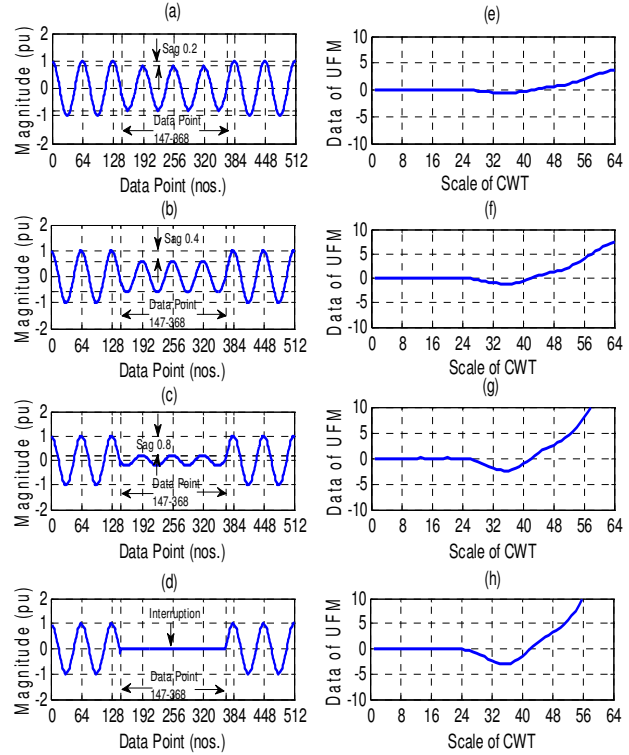 (a)
Magnitude (pu)
2
1
0
-1
-2
Sag 0.2
Data Point
147-368
0 64 128 192 256 320 384 448 512
Data Point (nos.)
(e)
Data of UFM
10
5
0
-5
-10
0 8 16 24 32 40 48 56 64
Scale of CWT
(b)
Magnitude (pu)
2
1
0
-1
2
Sag 0.4
Data Point
147-368
0 64 128 192 256 320 384 448 512
Data Point (nos.)
(f)
Data of UFM
10
5
0
-5
-10
0 8 16 24 32 40 48 56 64
Scale of CWT
(c)
Magnitude (pu)
2
1
0
-1
2
Sag 0.8
Data Point
147-368
0 64 128 192 256 320 384 448 512
Data Point (nos.)
(g)
Data of UFM
10
5
0
-5
-10
0 8 16 24 32 40 48 56 64
Scale of CWT
(d)
Magnitude (pu)
2
1
0
-1
2
Interruption
Data Point
147-368
0 64 128 192 256 320 384 448 512
Data Point (nos.)
(h)
Data of UFM
10
5
0
-5
-10
0 8 16 24 32 40 48 56 64
Scale of CWT